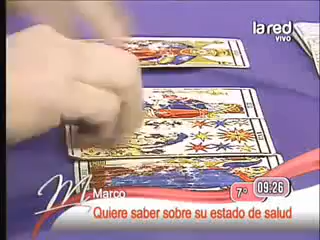 la red
VIVO
M Marco
7° 09:26
Quiere saber sobre su estado de salud